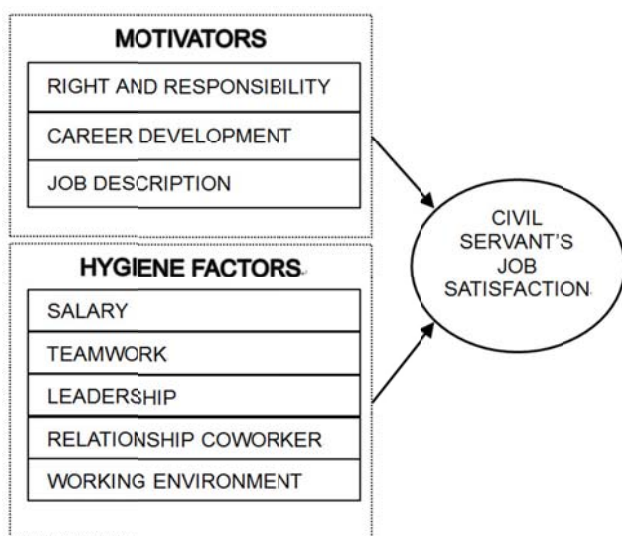 MOTIVATORS
RIGHT AND RESPONSIBILITY
CAREER DEVELOPMENT
JOB DESCRIPTION
HYGIENE FACTORS
SALARY
TEAMWORK
LEADERSHIP
RELATIONSHIP COWORKER
WORKING ENVIRONMENT
CIVIL
SERVANT'S
JOB
SATISFACTION